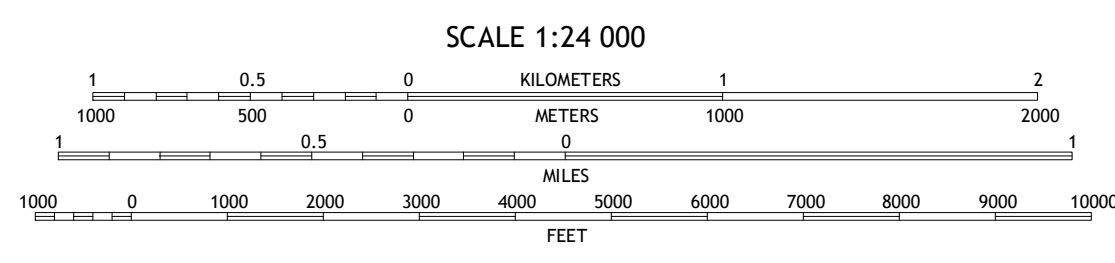 SCALE 1:24 000
1 0.5 0 KILOMETERS 1 2
1000 500 0 METERS 1000 2000
1 0.5 0 1
MILES
1000 0 1000 2000 3000 4000 5000 6000 7000 8000 9000 10000
FEET